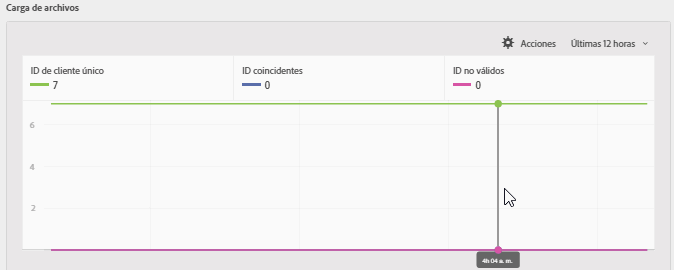 Carga de archivos
Acciones Últimas 12 horas
ID de cliente único ID coincidentes ID no válidos
7 0 0
6
4
2
4h 04 a. m.